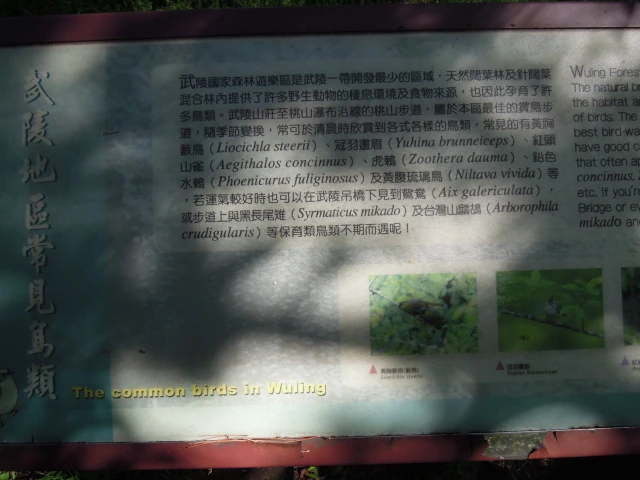 武陵地區常見鳥類
The common birds in Wuling
武陵國家森林遊樂區是武陵一帶開發最少的區域，天然闊葉林及針闊葉
混合林內提供了許多野生動物的棲息環境及食物來源，也因此孕育了許
多鳥類。武陵山莊至桃山瀑布沿線的桃山步道，屬於本區最佳的賞鳥步
道，隨季節變換，常可於清晨時欣賞到各式各樣的鳥類，常見的有黃胸
藪鳥（Liocichla steerii）、冠羽畫眉（Yuhina brunneiceps）、紅頭
山雀（Aegithalos concinnus）、虎鶇（Zoothera dauma）、鉛色
水鶇（Phoenicurus fuliginosus）及黃腹琉璃鳥（Niltava vivida）等
，若運氣較好時也可以在武陵吊橋下見到鴛鴦（Aix galericulata），
或步道上與黑長尾雉（Syrmaticus mikado）及台灣山鷓鴣（Arborophila
crudigularis）等保育類鳥類不期而遇呢！
Wuling Fores
The natural br
the habitat a
of birds. The
best bird-wa
have good c
that often ap
concinnus,
etc. If you're
Bridge or ev
mikado and
Liocichla steerii
冠羽畫眉
Yuhina brunneiceps